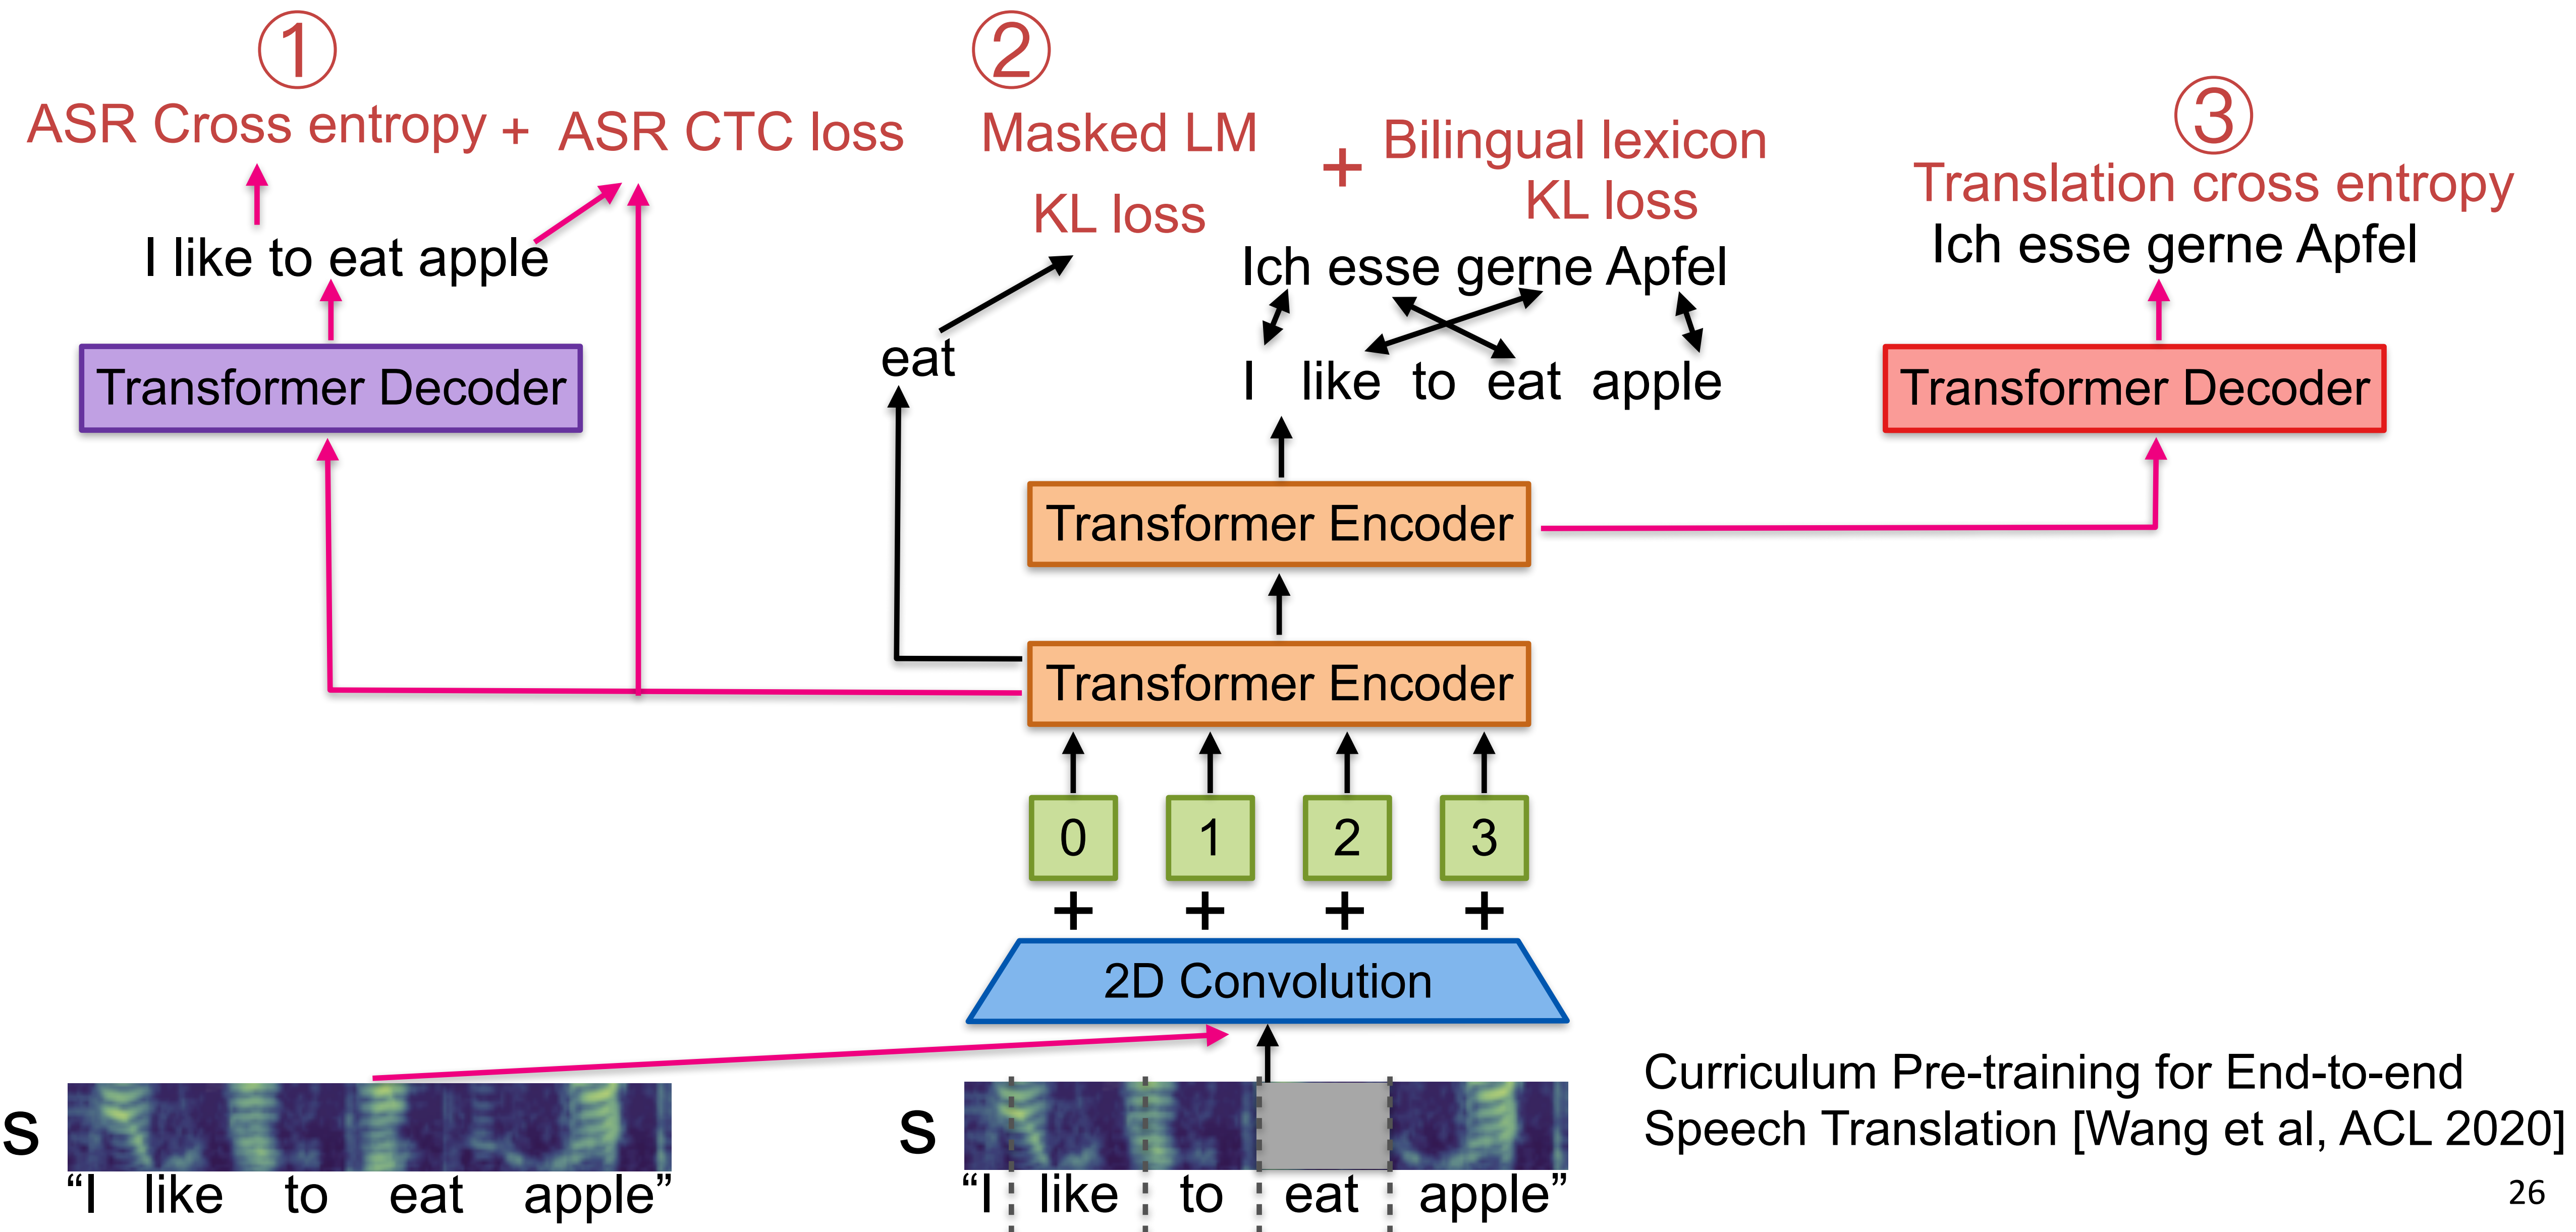 ①
ASR Cross entropy + ASR CTC loss
I like to eat apple
Transformer Decoder
②
Masked LM
KL loss
+
Bilingual lexicon
KL loss
Ich esse gerne Apfel
eat
I like to eat apple
Transformer Encoder
Transformer Encoder
0 1 2 3
+ + + +
2D Convolution
③
Translation cross entropy
Ich esse gerne Apfel
Transformer Decoder
S
“I like to eat apple”
S
“I like to eat apple”
Curriculum Pre-training for End-to-end
Speech Translation [Wang et al, ACL 2020]
26